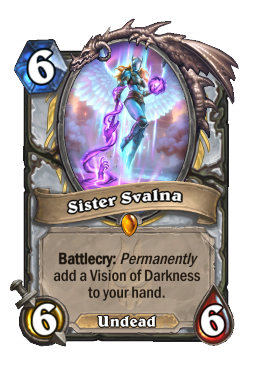 6
Sister Svalna
Battlecry: Permanently
add a Vision of Darkness
to your hand.
6
Undead
6